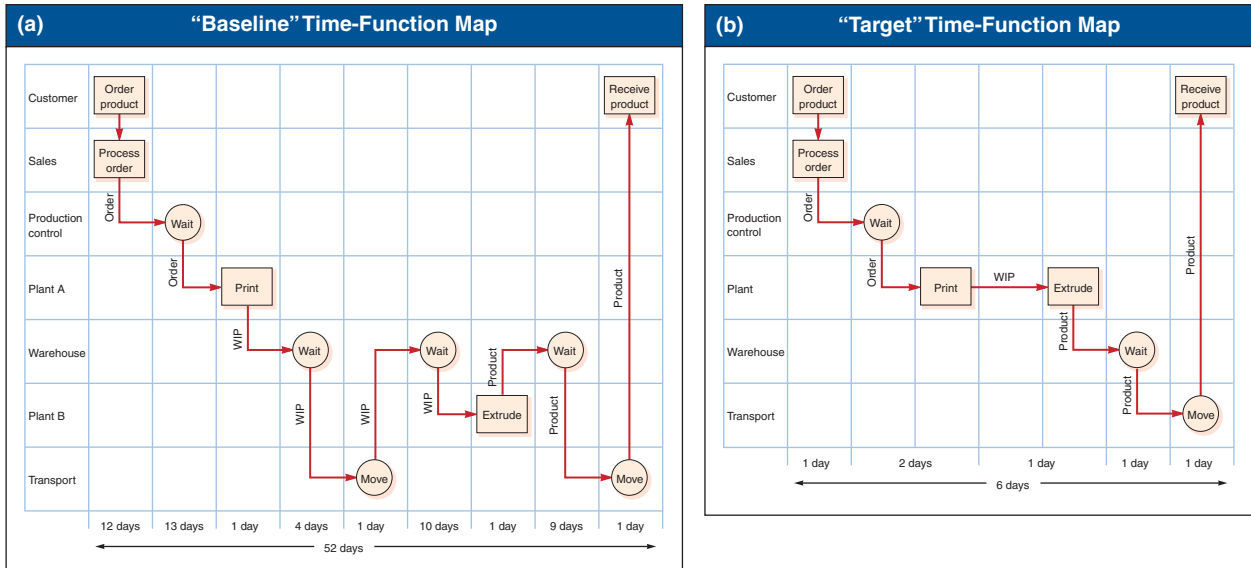 (a) “Baseline” Time-Function Map
Customer
Order
product
Receive
product
Sales
Process
order
Order
Production
control
Wait
Order
Plant A
Print
Product
WIP
Warehouse
Wait
Wait
Wait
WIP
WIP
WIP
Product
Product
Plant B
Extrude
Transport
Move
Move
12 days
13 days
1 day
4 days
1 day
10 days
1 day
9 days
1 day
52 days
(b) “Target” Time-Function Map
Customer
Order
product
Receive
product
Sales
Process
order
Order
Production
control
Wait
Order
Product
Plant
Print
WIP
Extrude
Product
Warehouse
Wait
Product
Transport
Move
1 day
2 days
1 day
1 day
1 day
6 days